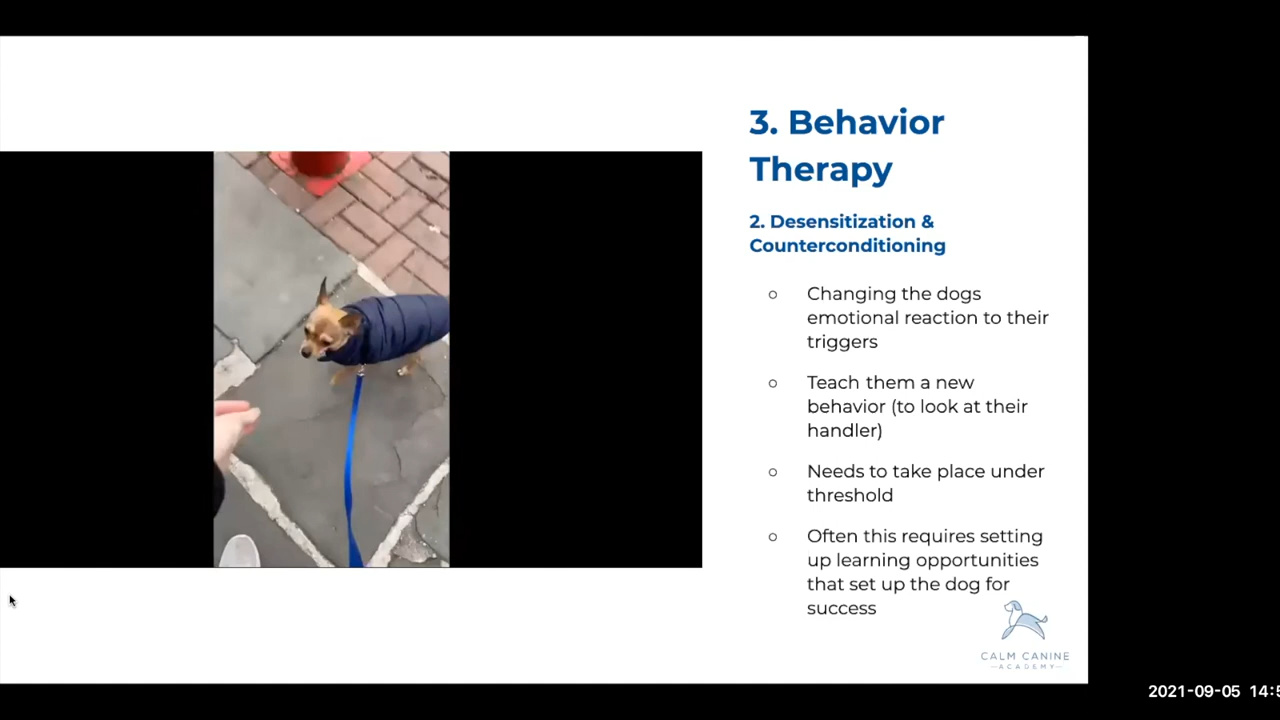 3. Behavior
Therapy
2. Desensitization &
Counterconditioning
○ Changing the dogs
emotional reaction to their
triggers
○ Teach them a new
behavior (to look at their
handler)
○ Needs to take place under
threshold
○ Often this requires setting
up learning opportunities
that set up the dog for
success
CALM CANINE
—ACADEMY—
2021-09-05 14:5